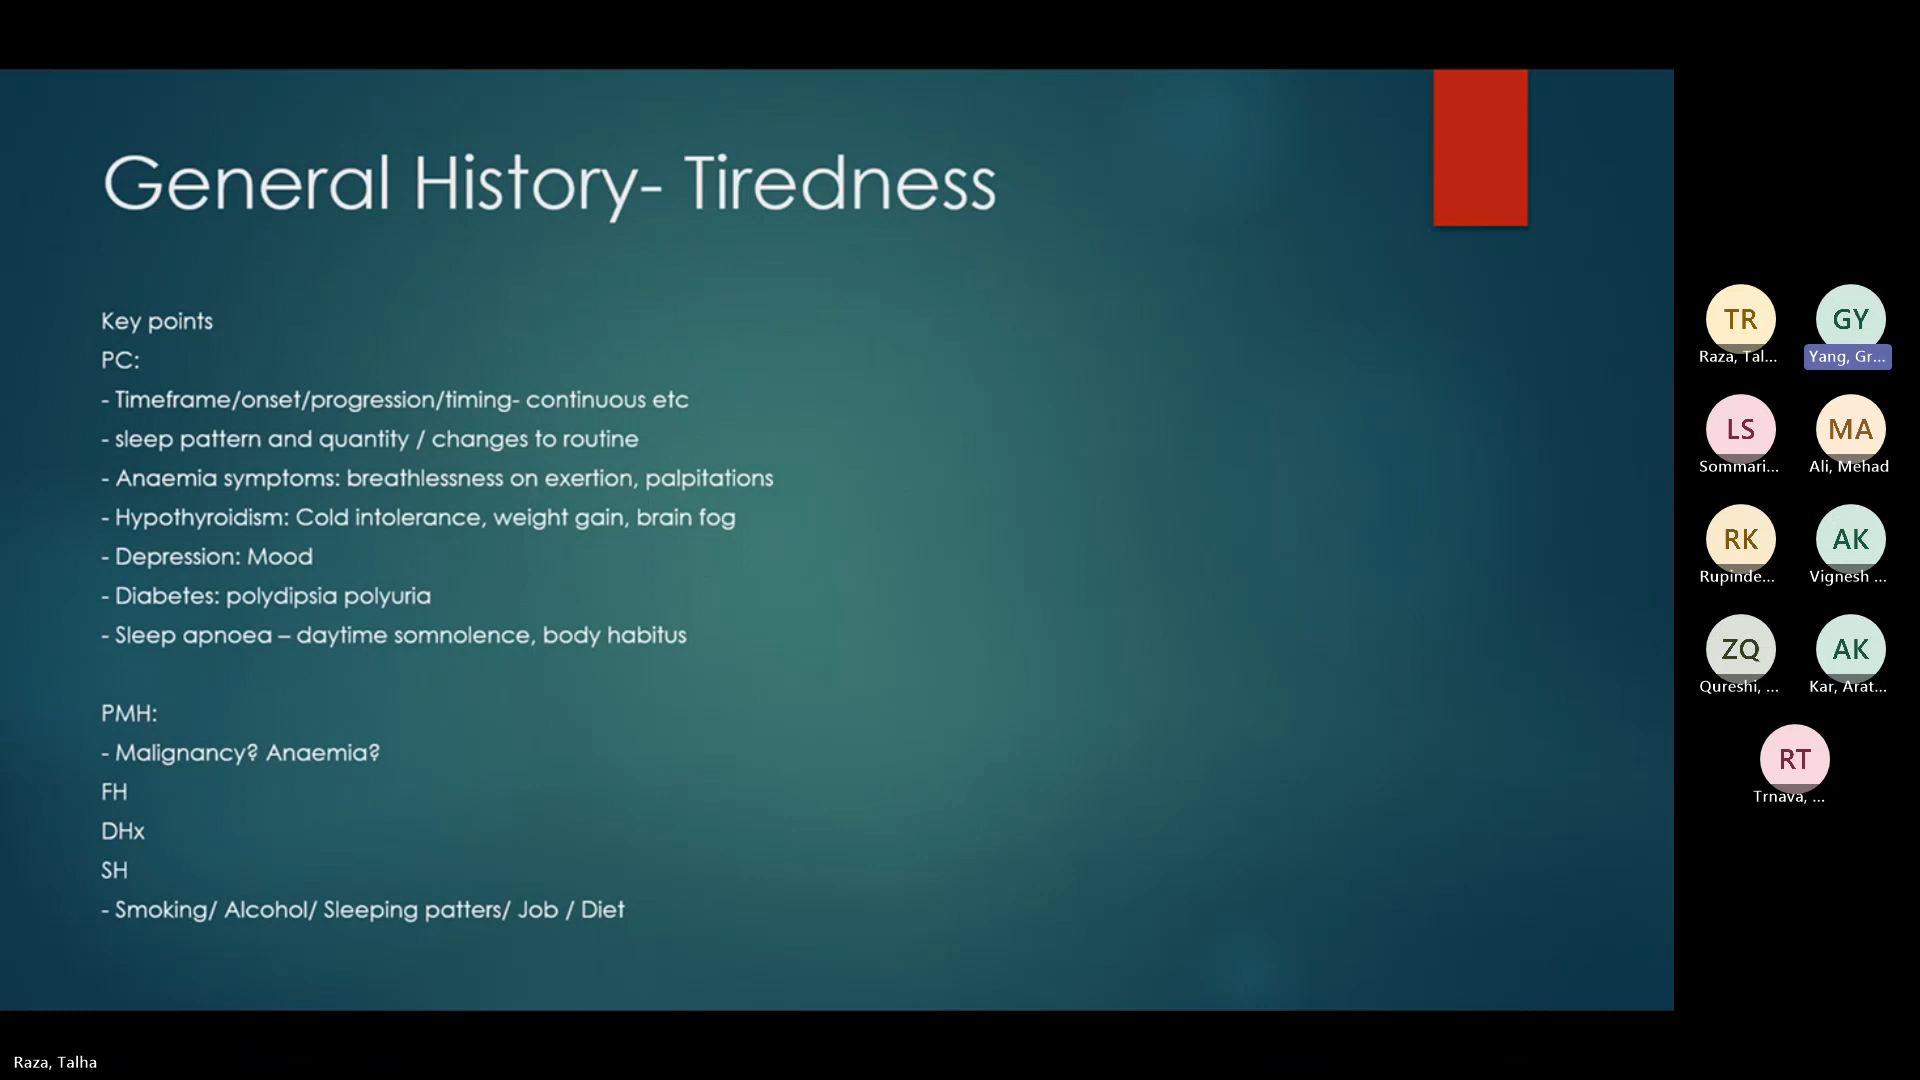 General History- Tiredness
Key points
PC:
- Timeframe/onset/progression/timing- continuous etc
- sleep pattern and quantity / changes to routine
- Anaemia symptoms: breathlessness on exertion, palpitations
- Hypothyroidism: Cold intolerance, weight gain, brain fog
- Depression: Mood
- Diabetes: polydipsia polyuria
- Sleep apnoea – daytime somnolence, body habitus
PMH:
- Malignancy? Anaemia?
FH
DHx
SH
- Smoking/ Alcohol/ Sleeping patters/ Job / Diet
TR
Raza, Tal...
GY
Yang, Gr...
LS
Sommari...
MA
Ali, Mehad
RK
Rupinde...
AK
Vignesh ...
ZQ
Qureshi, ...
AK
Kar, Arat...
RT
Trnava, ...
Raza, Talha